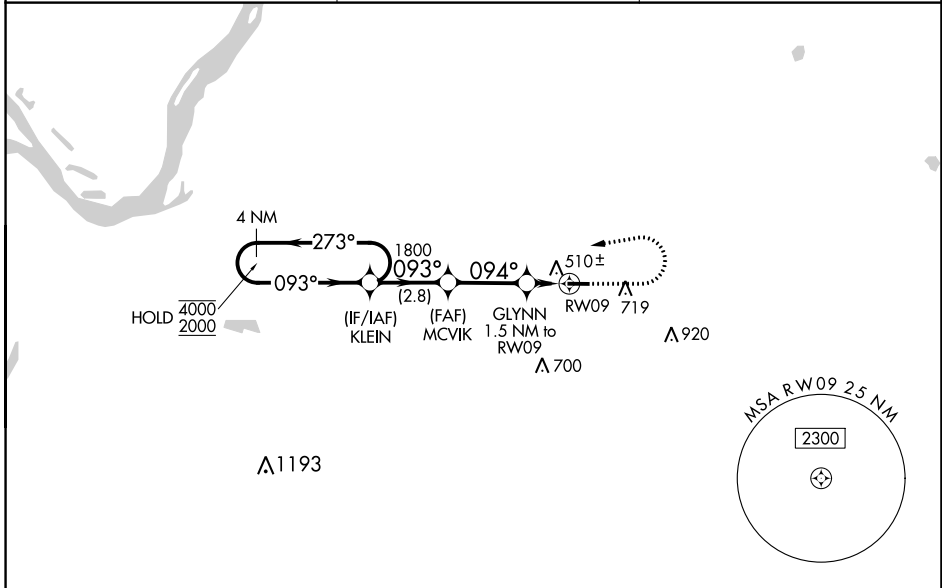 4 NM
273°
1800
093°
(2.8)
094°
510±
093°
HOLD 4000
2000
(IF/IAF)
KLEIN
(FAF)
MCVIK
GLYNN
1.5 NM to
RW09
RW09
719
920
700
1193
MSA RW09 25 NM
2300